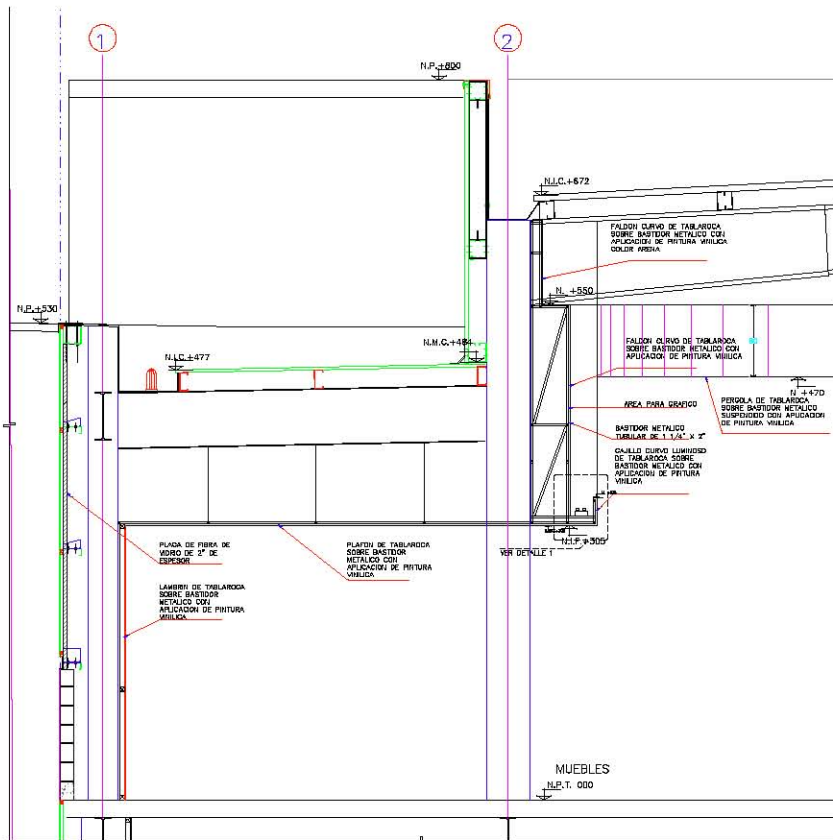 1
2
N.P.+800
N.I.C.+672
FALDON CURVO DE TABLAROCA
SOBRE BASTIDOR METALICO CON
APLICACION DE PINTURA VINILICA
COLOR ARENA
N. +550
N.P.+530
N.M.C.+484
N.I.C.+477
FALDON CURVO DE TABLAROCA
SOBRE BASTIDOR METALICO CON
APLICACION DE PINTURA VINILICA
N +470
AREA PARA GRAFICO
PERGOLA DE TABLAROCA
SOBRE BASTIDOR METALICO
SUSPENDIDO CON APLICACION
DE PINTURA VINILICA
BASTIDOR METALICO
TUBULAR DE 1 1/4" X 2"
CAJILLO CURVO LUMINOSO
DE TABLAROCA SOBRE
BASTIDOR METALICO CON
APLICACION DE PINTURA
VINILICA
N.I.P.+305
VER DETALLE 1
PLACA DE FIBRA DE
VIDRIO DE 2" DE
ESPESOR
PLAFON DE TABLAROCA
SOBRE BASTIDOR
METALICO CON
APLICACION DE PINTURA
VINILICA
LAMBRIN DE TABLAROCA
SOBRE BASTIDOR
METALICO CON
APLICACION DE PINTURA
VINILICA
MUEBLES
N.P.T. 000